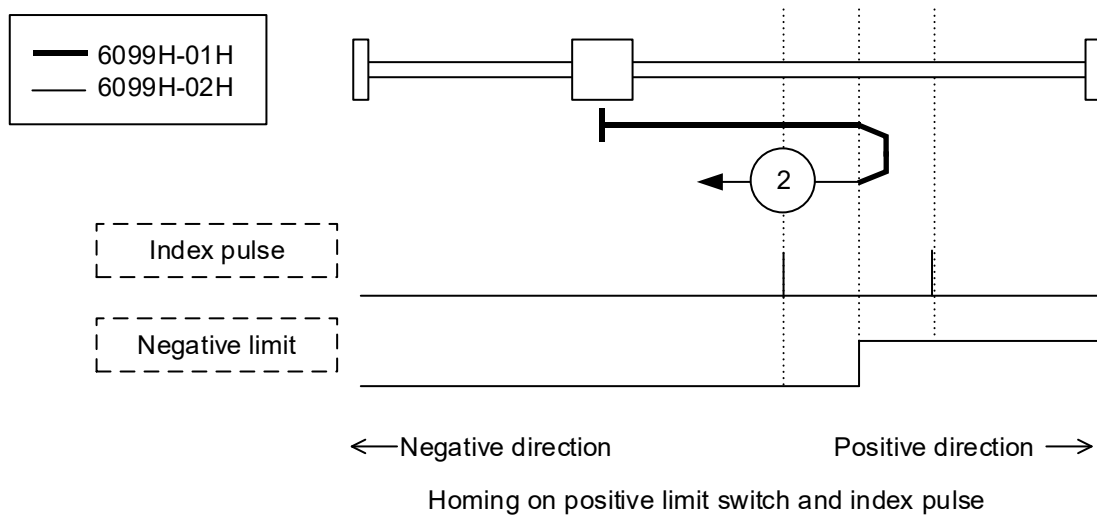 6099H-01H
6099H-02H
2
Index pulse
Negative limit
Negative direction
Positive direction
Homing on positive limit switch and index pulse